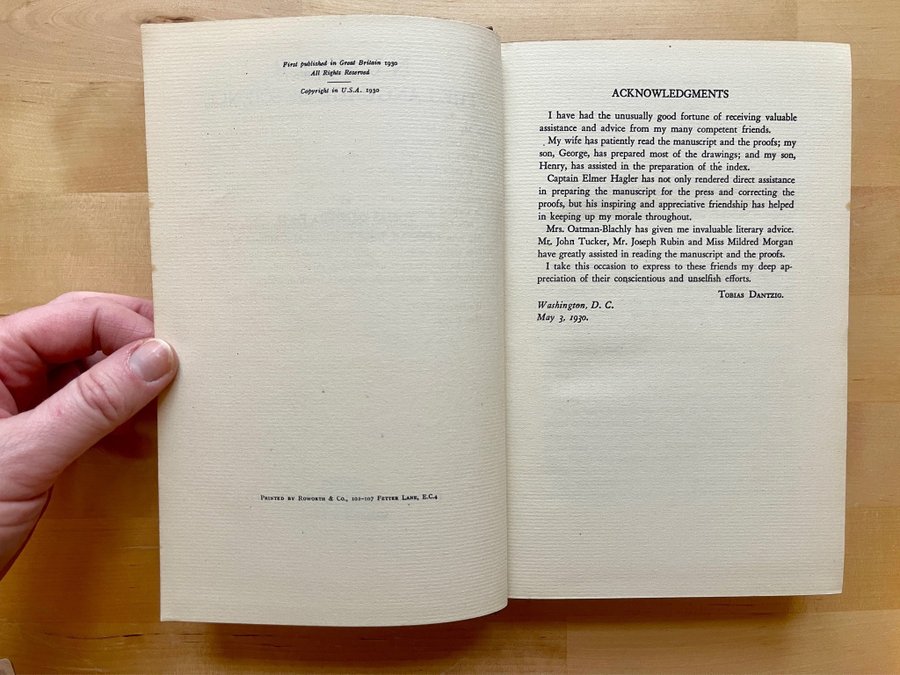 First published in Great Britain 1930
All Rights Reserved
Copyright in U.S.A. 1930
PRINTED BY ROWORTH & CO., 102-107 FETTER LANE, E.C.4
ACKNOWLEDGMENTS
I have had the unusually good fortune of receiving valuable
assistance and advice from my many competent friends.
My wife has patiently read the manuscript and the proofs; my
son, George, has prepared most of the drawings; and my son,
Henry, has assisted in the preparation of the index.
Captain Elmer Hagler has not only rendered direct assistance
in preparing the manuscript for the press and correcting the
proofs, but his inspiring and appreciative friendship has helped
in keeping up my morale throughout.
Mrs. Oatman-Blachly has given me invaluable literary advice.
Mr. John Tucker, Mr. Joseph Rubin and Miss Mildred Morgan
have greatly assisted in reading the manuscript and the proofs.
I take this occasion to express to these friends my deep ap-
preciation of their conscientious and unselfish efforts.
TOBIAS DANTZIG.
Washington, D. C.
May 3, 1930.